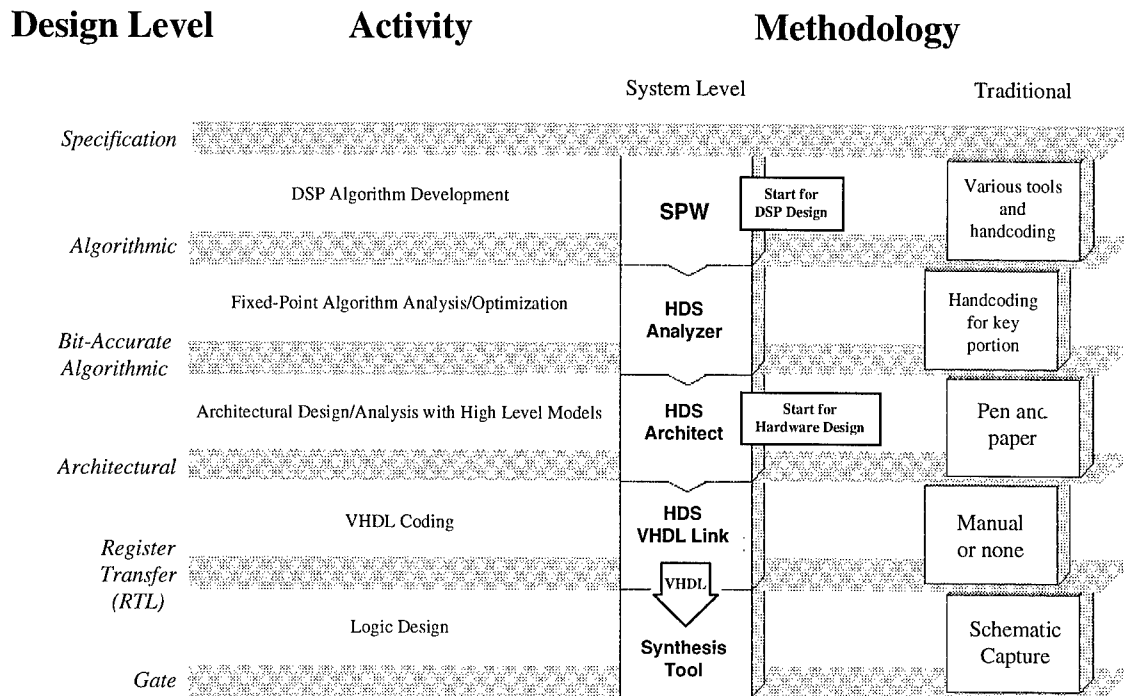 Design Level
Activity
Methodology
System Level
Traditional
Specification
DSP Algorithm Development
SPW
Start for
DSP Design
Various tools
and
handcoding
Algorithmic
Fixed-Point Algorithm Analysis/Optimization
HDS
Analyzer
Handcoding
for key
portion
Bit-Accurate
Algorithmic
Architectural Design/Analysis with High Level Models
HDS
Architect
Start for
Hardware Design
Pen and
paper
Architectural
VHDL Coding
HDS
VHDL Link
Manual
or none
Register
Transfer
(RTL)
VHDL
Logic Design
Synthesis
Tool
Schematic
Capture
Gate